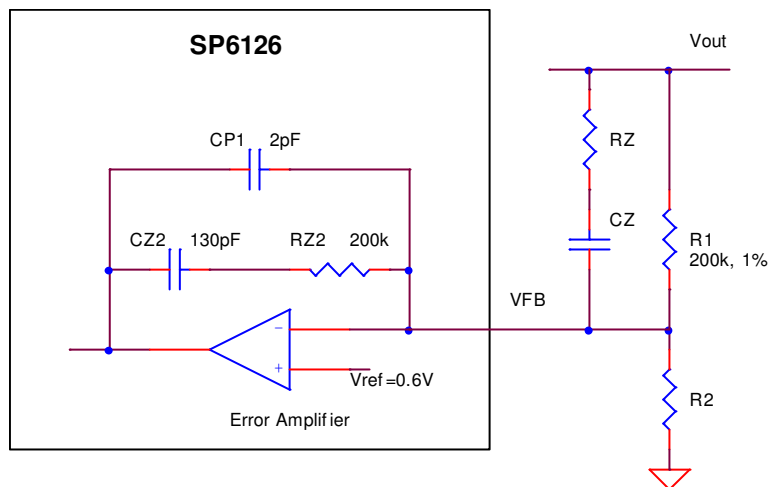 SP6126
Vout
CP1 2pF
RZ
CZ2 130pF RZ2 200k
CZ
R1
200k, 1%
VFB
−
+
Vref=0.6V
R2
Error Amplifier